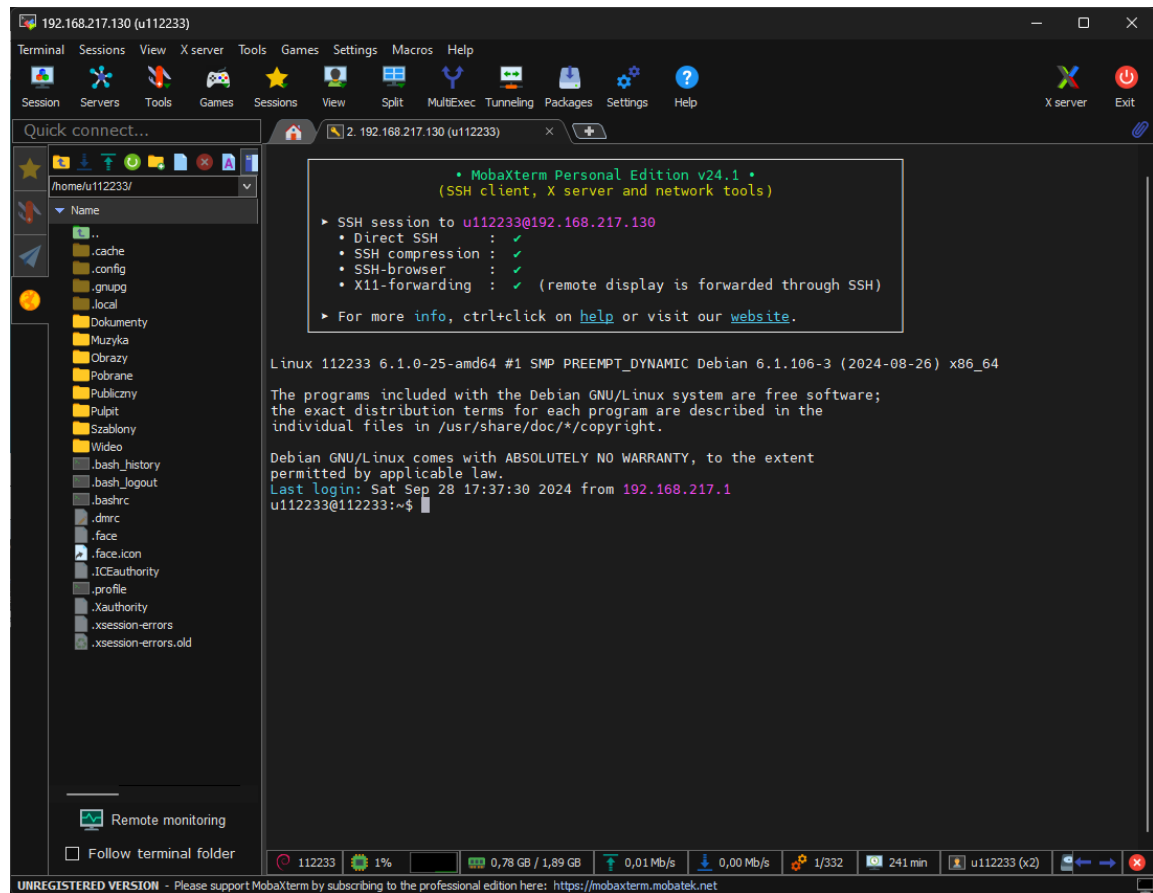 192.168.217.130 (u112233)
Terminal Sessions View X server Tools Games Settings Macros Help
Session Servers Tools Games Sessions View Split MultiExec Tunneling Packages Settings Help X server Exit
Quick connect...
2. 192.168.217.130 (u112233)
/home/u112233/
Name
..
.cache
.config
.gnupg
.local
Dokumenty
Muzyka
Obrazy
Pobrane
Publiczny
Pulpit
Szablony
Wideo
.bash_history
.bash_logout
.bashrc
.dmrc
.face
.face.icon
.ICEauthority
.profile
.Xauthority
.xsession-errors
.xsession-errors.old
Remote monitoring
Follow terminal folder
• MobaXterm Personal Edition v24.1 •
(SSH client, X server and network tools)
➤ SSH session to u112233@192.168.217.130
• Direct SSH : ✔
• SSH compression : ✔
• SSH-browser : ✔
• X11-forwarding : ✔ (remote display is forwarded through SSH)
➤ For more info, ctrl+click on help or visit our website.
Linux 112233 6.1.0-25-amd64 #1 SMP PREEMPT_DYNAMIC Debian 6.1.106-3 (2024-08-26) x86_64
The programs included with the Debian GNU/Linux system are free software;
the exact distribution terms for each program are described in the
individual files in /usr/share/doc/*/copyright.
Debian GNU/Linux comes with ABSOLUTELY NO WARRANTY, to the extent
permitted by applicable law.
Last login: Sat Sep 28 17:37:30 2024 from 192.168.217.1
u112233@112233:~$
112233 1% 0,78 GB / 1,89 GB 0,01 Mb/s 0,00 Mb/s 1/332 241 min u112233 (x2)
UNREGISTERED VERSION - Please support MobaXterm by subscribing to the professional edition here: https://mobaxterm.mobatek.net